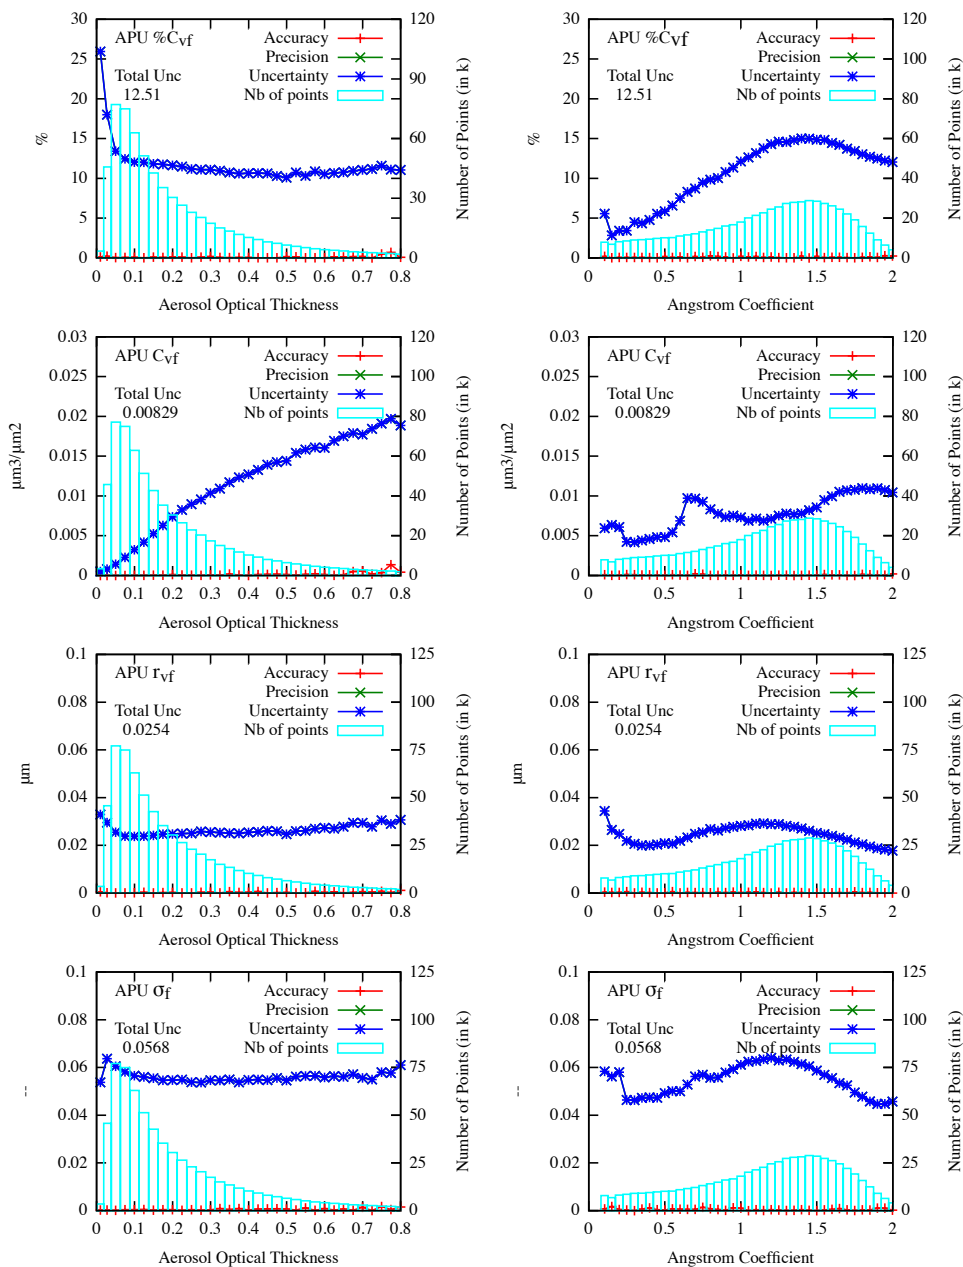 APU %Cvf
Total Unc
12.51
Accuracy
Precision
Uncertainty
Nb of points
30
25
20
15
10
5
0
%
120
90
60
30
0
Number of Points (in k)
0 0.1 0.2 0.3 0.4 0.5 0.6 0.7 0.8
Aerosol Optical Thickness
APU %Cvf
Total Unc
12.51
Accuracy
Precision
Uncertainty
Nb of points
30
25
20
15
10
5
0
%
120
100
80
60
40
20
0
Number of Points (in k)
0 0.5 1 1.5 2
Angstrom Coefficient
APU Cvf
Total Unc
0.00829
Accuracy
Precision
Uncertainty
Nb of points
0.03
0.025
0.02
0.015
0.01
0.005
0
µm3/µm2
120
100
80
60
40
20
0
Number of Points (in k)
0 0.1 0.2 0.3 0.4 0.5 0.6 0.7 0.8
Aerosol Optical Thickness
APU Cvf
Total Unc
0.00829
Accuracy
Precision
Uncertainty
Nb of points
0.03
0.025
0.02
0.015
0.01
0.005
0
µm3/µm2
120
100
80
60
40
20
0
Number of Points (in k)
0 0.5 1 1.5 2
Angstrom Coefficient
APU rvf
Total Unc
0.0254
Accuracy
Precision
Uncertainty
Nb of points
0.1
0.08
0.06
0.04
0.02
0
µm
125
100
75
50
25
0
Number of Points (in k)
0 0.1 0.2 0.3 0.4 0.5 0.6 0.7 0.8
Aerosol Optical Thickness
APU rvf
Total Unc
0.0254
Accuracy
Precision
Uncertainty
Nb of points
0.1
0.08
0.06
0.04
0.02
0
µm
125
100
75
50
25
0
Number of Points (in k)
0 0.5 1 1.5 2
Angstrom Coefficient
APU σf
Total Unc
0.0568
Accuracy
Precision
Uncertainty
Nb of points
0.1
0.08
0.06
0.04
0.02
0
--
125
100
75
50
25
0
Number of Points (in k)
0 0.1 0.2 0.3 0.4 0.5 0.6 0.7 0.8
Aerosol Optical Thickness
APU σf
Total Unc
0.0568
Accuracy
Precision
Uncertainty
Nb of points
0.1
0.08
0.06
0.04
0.02
0
--
125
100
75
50
25
0
Number of Points (in k)
0 0.5 1 1.5 2
Angstrom Coefficient